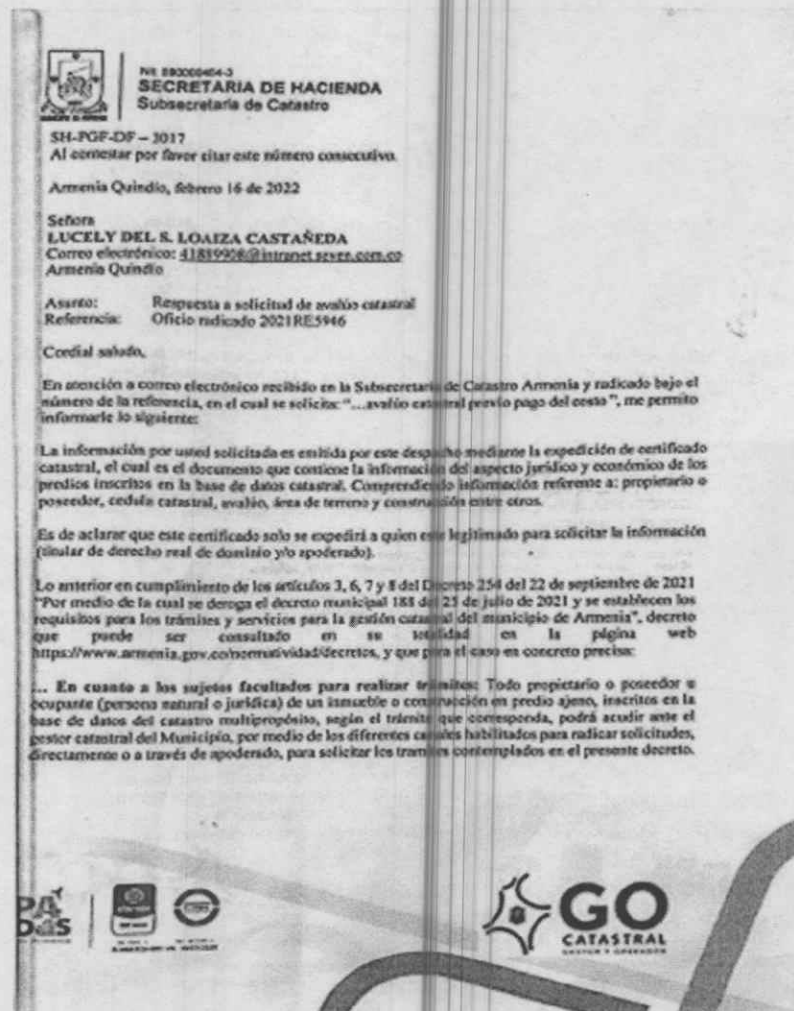 Nit 890000464-3
SECRETARIA DE HACIENDA
Subsecretaria de Catastro
SH-PGF-DF – 3017
Al contestar por favor citar este número consecutivo.
Armenia Quindío, febrero 16 de 2022
Señora
LUCELY DEL S. LOAIZA CASTAÑEDA
Correo electrónico: 41889908@intranet.seven.com.co
Armenia Quindío
Asunto: Respuesta a solicitud de avalúo catastral
Referencia: Oficio radicado 2021RE5946
Cordial saludo,
En atención a correo electrónico recibido en la Subsecretaría de Catastro Armenia y radicado bajo el
número de la referencia, en el cual se solicita: “...avalúo catastral previo pago del costo”, me permito
informarle lo siguiente:
La información por usted solicitada es emitida por este despacho mediante la expedición de certificado
catastral, el cual es el documento que contiene la información del aspecto jurídico y económico de los
predios inscritos en la base de datos catastral. Comprendiendo información referente a: propietario o
poseedor, cedula catastral, avalúo, área de terreno y construcción entre otros.
Es de aclarar que este certificado solo se expedirá a quien este legitimado para solicitar la información
(titular de derecho real de dominio y/o apoderado).
Lo anterior en cumplimiento de los artículos 3, 6, 7 y 8 del Decreto 254 del 22 de septiembre de 2021
“Por medio de la cual se deroga el decreto municipal 188 del 25 de julio de 2021 y se establecen los
requisitos para los trámites y servicios para la gestión catastral del municipio de Armenia”, decreto
que puede ser consultado en su totalidad en la página web
https://www.armenia.gov.co/normatividad/decretos, y que para el caso en concreto precisa:
... En cuanto a los sujetos facultados para realizar trámites: Todo propietario o poseedor u
ocupante (persona natural o jurídica) de un inmueble o construcción en predio ajeno, inscritos en la
base de datos del catastro multipropósito, según el trámite que corresponda, podrá acudir ante el
gestor catastral del Municipio, por medio de los diferentes canales habilitados para radicar solicitudes,
directamente o a través de apoderado, para solicitar los tramites contemplados en el presente decreto.
GO
CATASTRAL
GESTOR Y OPERADOR